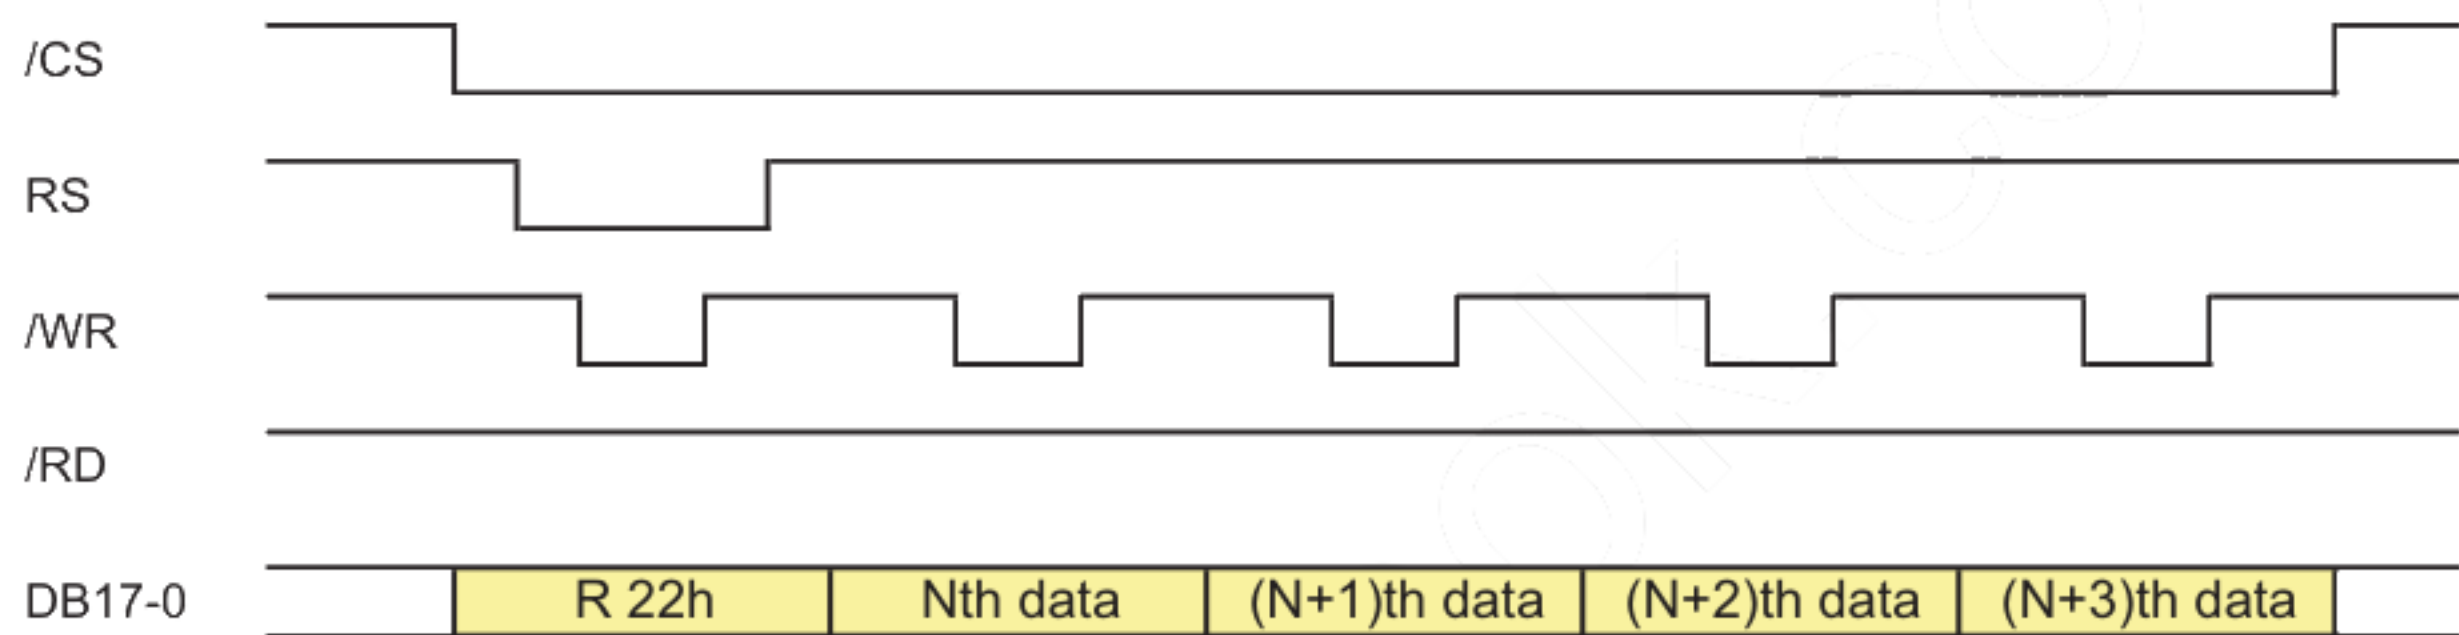 /CS
RS
/WR
/RD
DB17-0 R 22h Nth data (N+1)th data (N+2)th data (N+3)th data